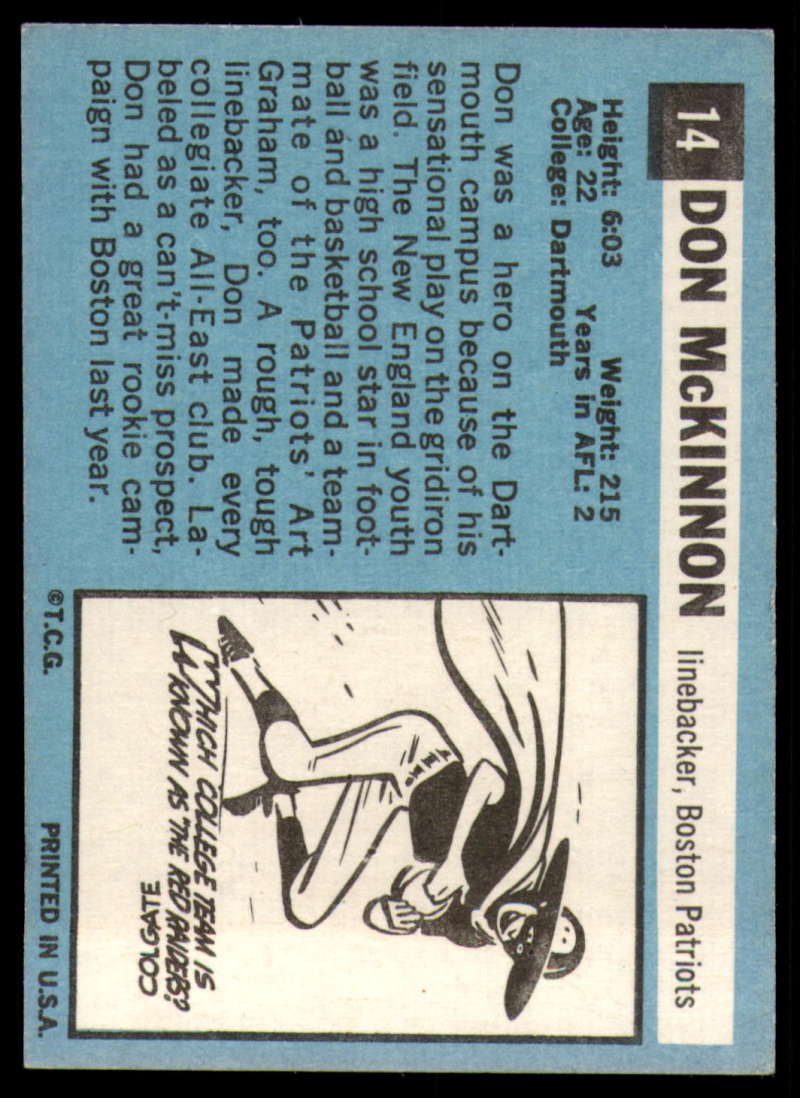 14 DON McKINNON linebacker, Boston Patriots
Height: 6:03 Weight: 215
Age: 22 Years in AFL: 2
College: Dartmouth
Don was a hero on the Dart-
mouth campus because of his
sensational play on the gridiron
field. The New England youth
was a high school star in foot-
ball and basketball and a team-
mate of the Patriots' Art
Graham, too. A rough, tough
linebacker, Don made every
collegiate All-East club. La-
beled as a can't-miss prospect,
Don had a great rookie cam-
paign with Boston last year.
WHICH COLLEGE TEAM IS
KNOWN AS THE RED RAIDERS?
COLGATE
©T.C.G. PRINTED IN U.S.A.